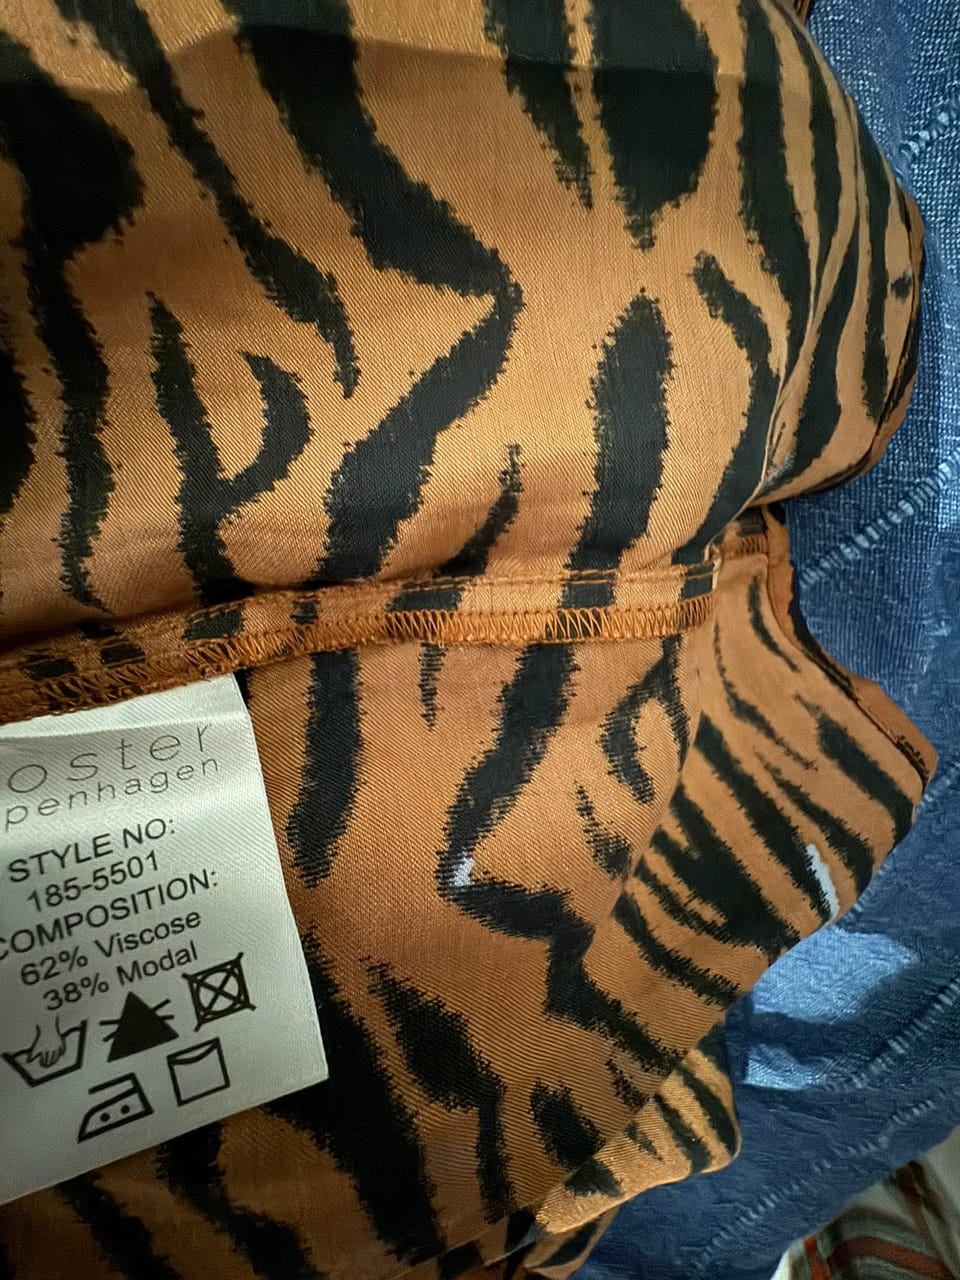 oster
penhagen
STYLE NO:
185-5501
COMPOSITION:
62% Viscose
38% Modal